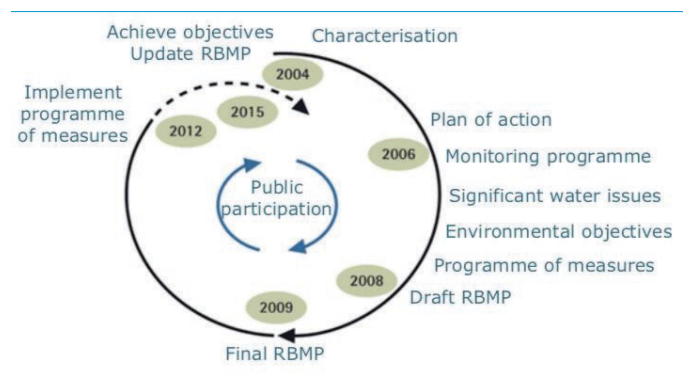 Achieve objectives
Update RBMP
Characterisation
2004
Implement
programme
of measures
2015
2012
Plan of action
2006
Monitoring programme
Public
participation
Significant water issues
Environmental objectives
Programme of measures
2008
Draft RBMP
2009
Final RBMP